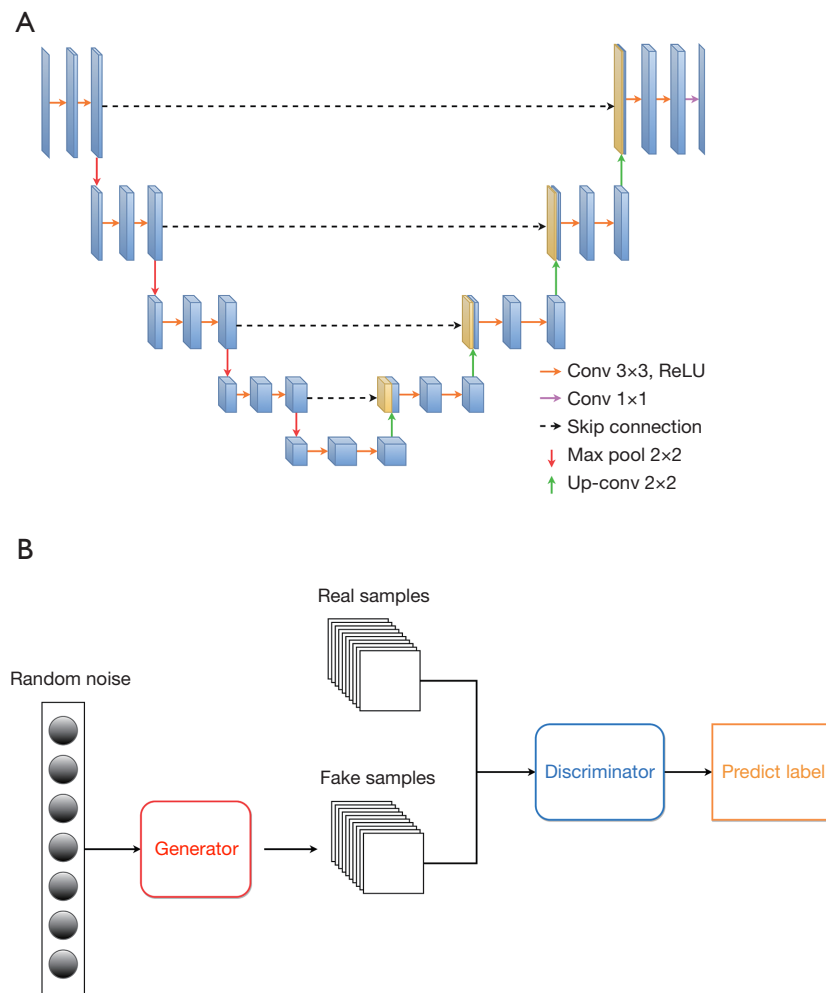 A
Conv 3×3, ReLU
Conv 1×1
Skip connection
Max pool 2×2
Up-conv 2×2
B
Real samples
Random noise
Fake samples
Discriminator
Predict label
Generator